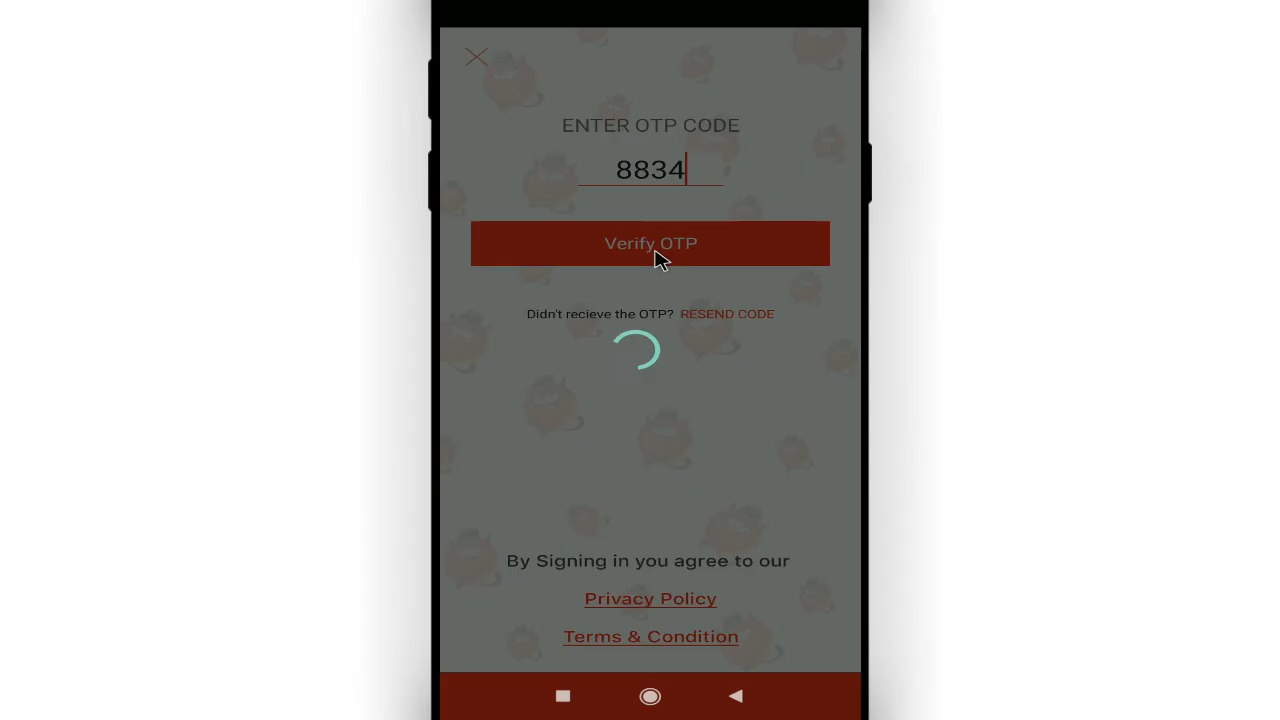 ENTER OTP CODE
8834
Verify OTP
Didn't recieve the OTP? RESEND CODE
By Signing in you agree to our
Privacy Policy
Terms & Condition